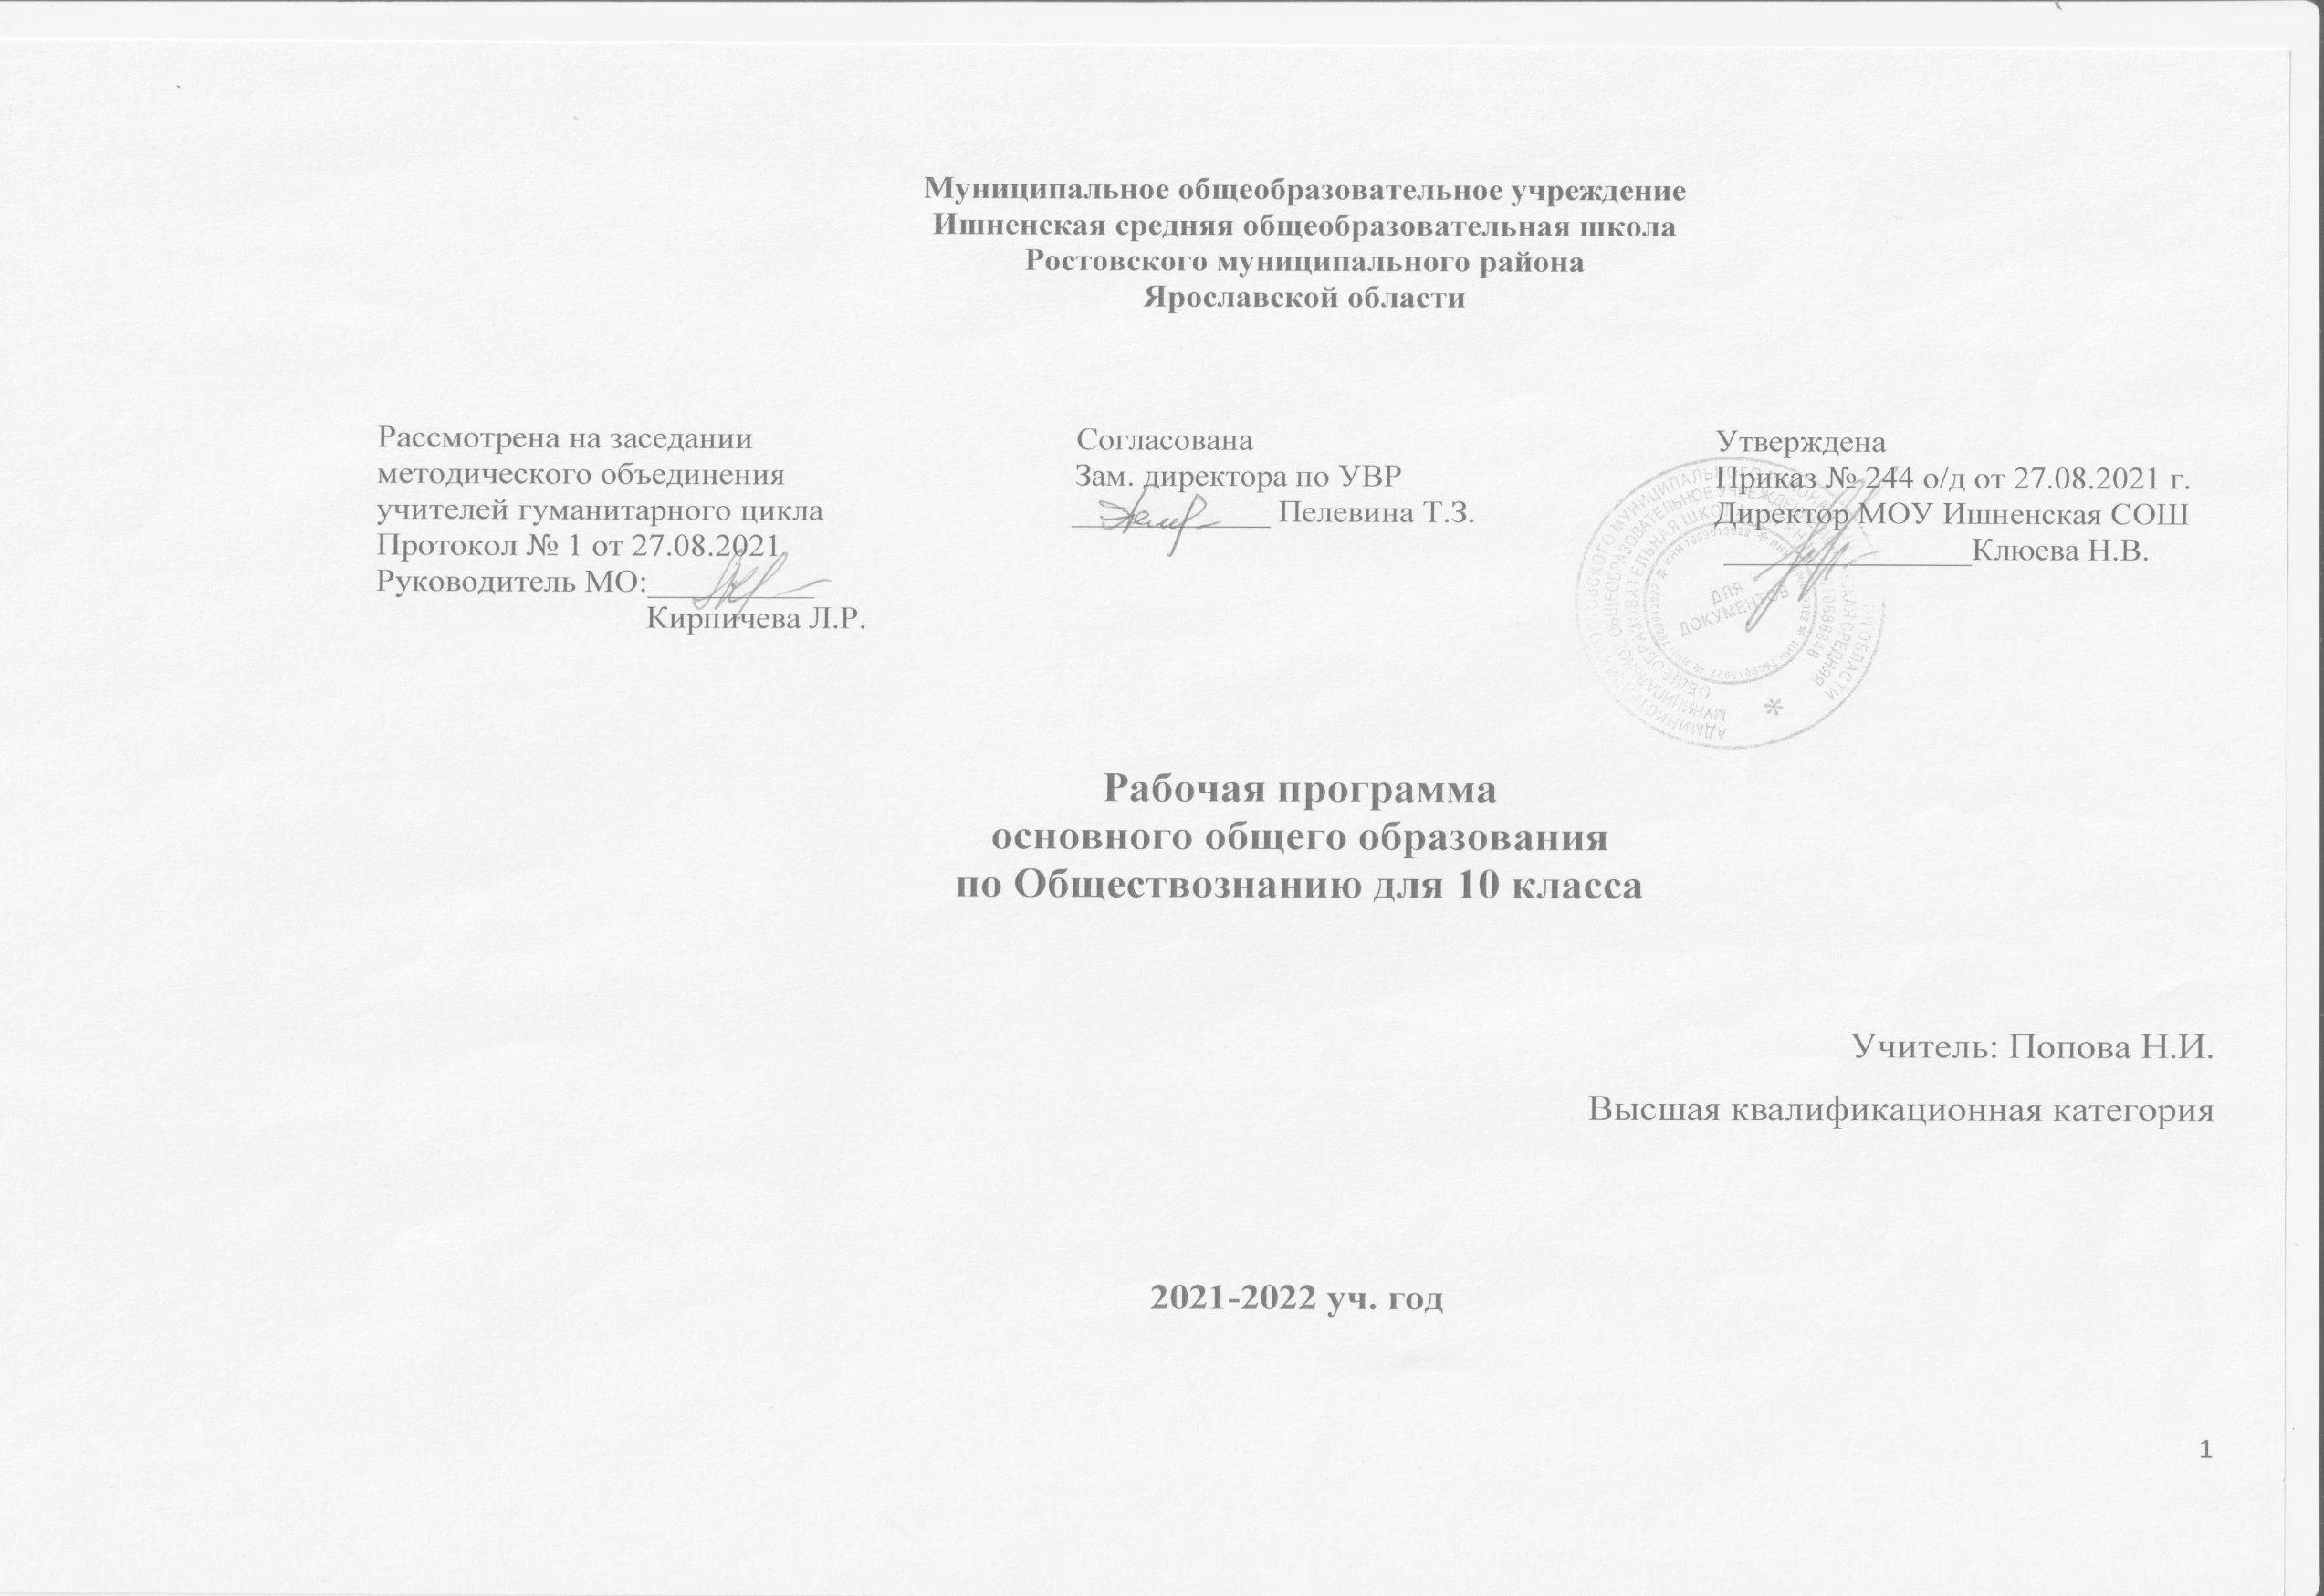 Муниципальное общеобразовательное учреждение
Ишненская средняя общеобразовательная школа
Ростовского муниципального района
Ярославской области
Рассмотрена на заседании
методического объединения
учителей гуманитарного цикла
Протокол № 1 от 27.08.2021
Руководитель МО:
Кирпичева Л.Р.
Согласована
Зам. директора по УВР
Пелевина Т.З.
Утверждена
Приказ № 244 о/д от 27.08.2021 г.
Директор МОУ Ишненская СОШ
Клюева Н.В.
ДЛЯ
ДОКУМЕНТОВ
Рабочая программа
основного общего образования
по Обществознанию для 10 класса
Учитель: Попова Н.И.
Высшая квалификационная категория
2021-2022 уч. год
1